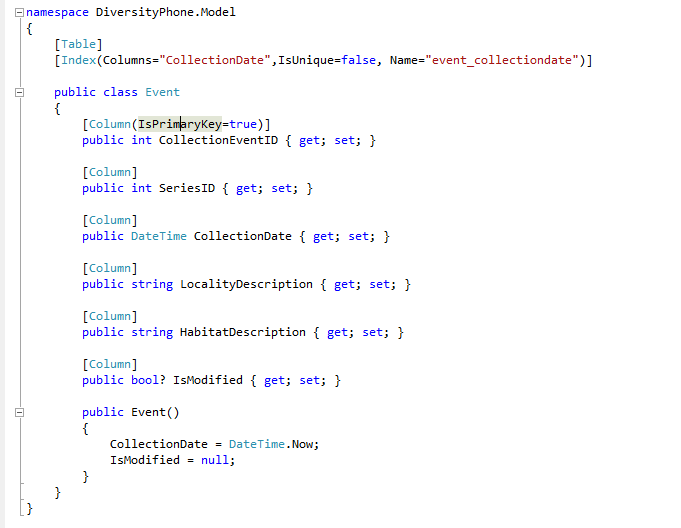 namespace DiversityPhone.Model
{
[Table]
[Index(Columns="CollectionDate",IsUnique=false, Name="event_collectiondate")]
public class Event
{
[Column(IsPrimaryKey=true)]
public int CollectionEventID { get; set; }
[Column]
public int SeriesID { get; set; }
[Column]
public DateTime CollectionDate { get; set; }
[Column]
public string LocalityDescription { get; set; }
[Column]
public string HabitatDescription { get; set; }
[Column]
public bool? IsModified { get; set; }
public Event()
{
CollectionDate = DateTime.Now;
IsModified = null;
}
}
}